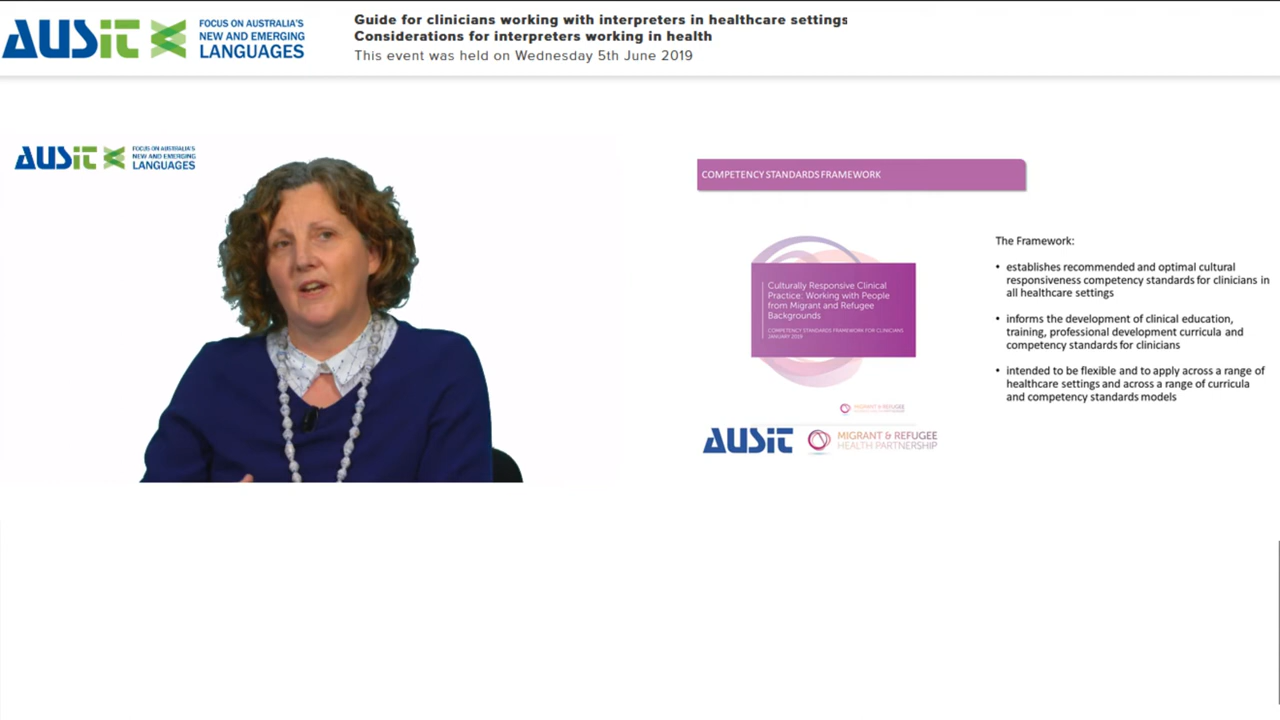 AUSiT
FOCUS ON AUSTRALIA'S
NEW AND EMERGING
LANGUAGES
Guide for clinicians working with interpreters in healthcare settings
Considerations for interpreters working in health
This event was held on Wednesday 5th June 2019
AUSiT
FOCUS ON AUSTRALIA'S
NEW AND EMERGING
LANGUAGES
COMPETENCY STANDARDS FRAMEWORK
Culturally Responsive Clinical
Practice: Working with People
from Migrant and Refugee
Backgrounds
COMPETENCY STANDARDS FRAMEWORK FOR CLINICIANS
JANUARY 2019
MIGRANT & REFUGEE
AUSiT
MIGRANT & REFUGEE
HEALTH PARTNERSHIP
The Framework:
• establishes recommended and optimal cultural
responsiveness competency standards for clinicians in
all healthcare settings
• informs the development of clinical education,
training, professional development curricula and
competency standards for clinicians
• intended to be flexible and to apply across a range of
healthcare settings and across a range of curricula
and competency standards models